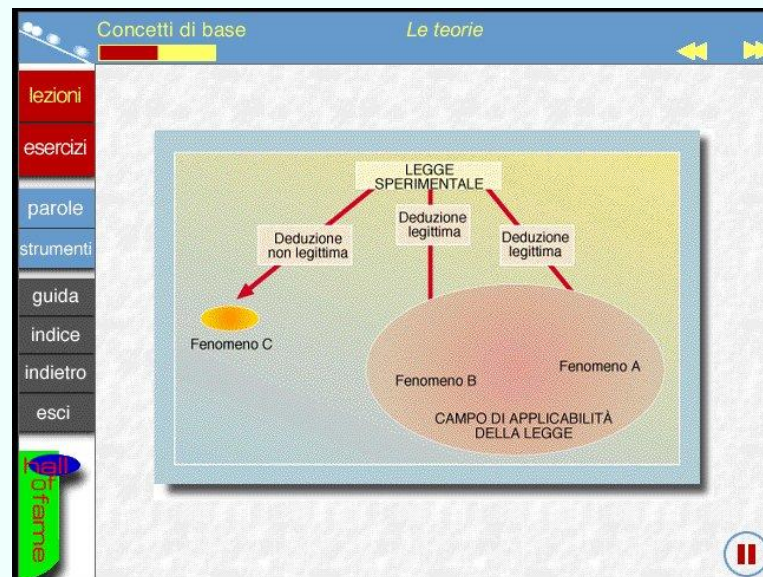 Concetti di base
Le teorie
lezioni
esercizi
parole
strumenti
guida
indice
indietro
esci
hall
of fame
LEGGE
SPERIMENTALE
Deduzione
non legittima
Deduzione
legittima
Deduzione
legittima
Fenomeno C
Fenomeno B
Fenomeno A
CAMPO DI APPLICABILITÀ
DELLA LEGGE